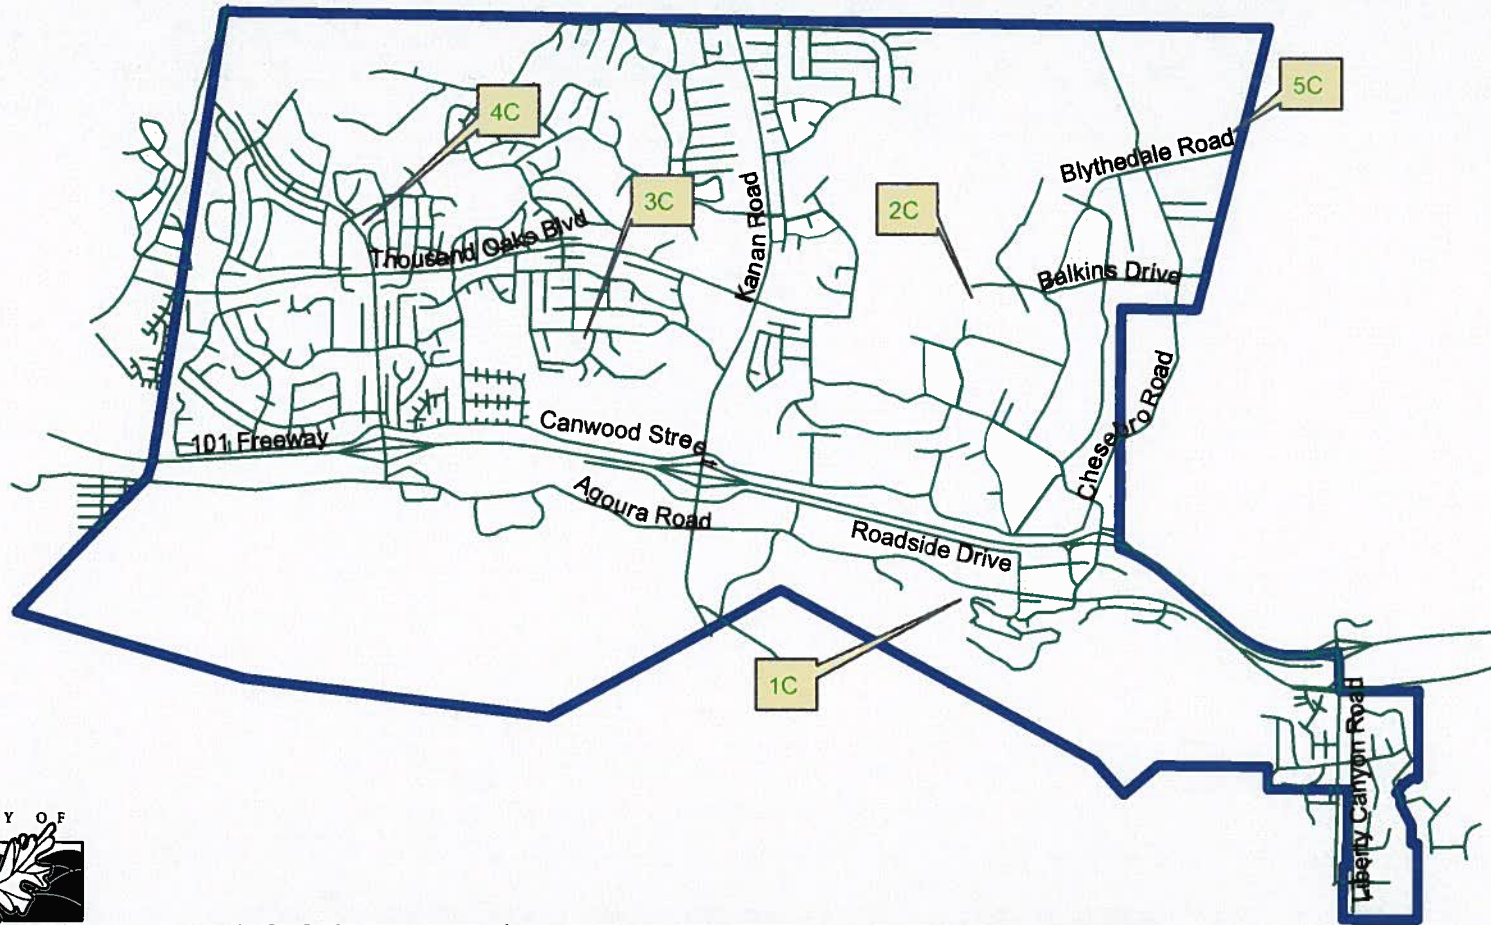 4C
5C
Blythedale Road
3C
2C
Kanan Road
Thousand Oaks Blvd
Balkins Drive
Chesebro Road
Canwood Street
101 Freeway
Agoura Road
Roadside Drive
1C
Liberty Canyon Road
Y OF